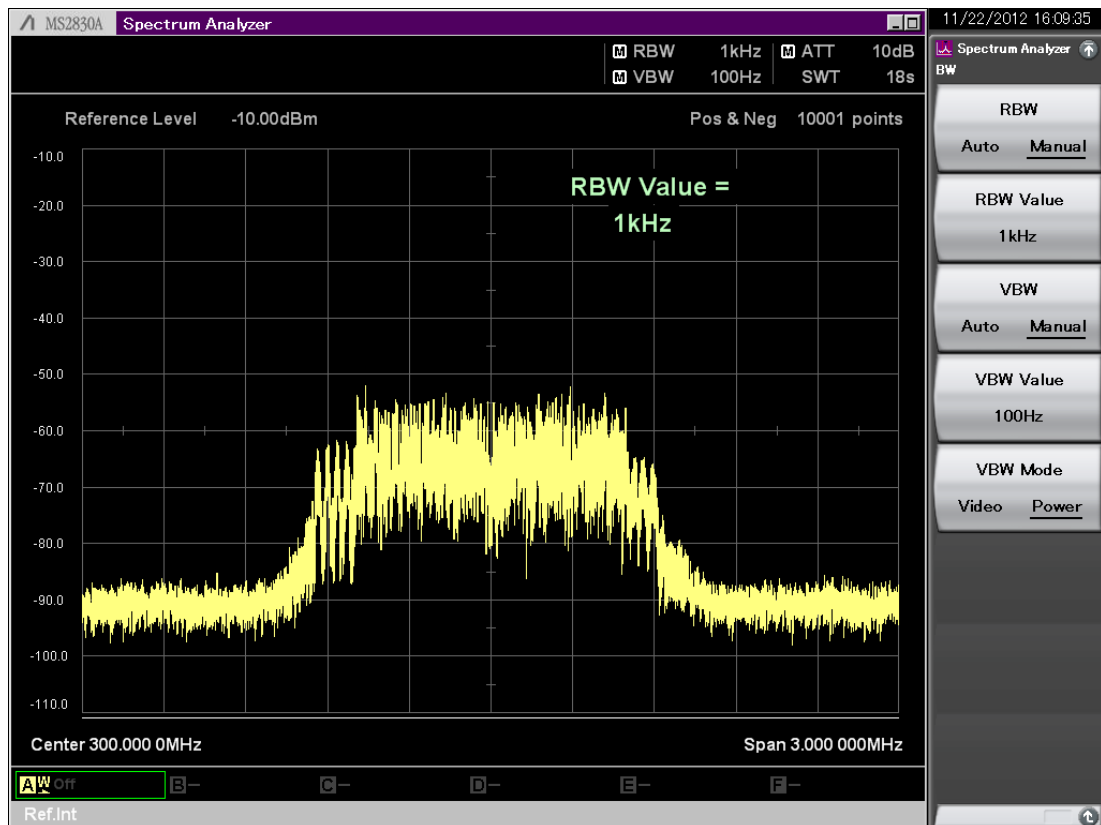 MS2830A Spectrum Analyzer
11/22/2012 16:09:35
M RBW 1kHz M ATT 10dB
M VBW 100Hz SWT 18s
Reference Level -10.00dBm Pos & Neg 10001 points
RBW Value =
1kHz
-10.0
-20.0
-30.0
-40.0
-50.0
-60.0
-70.0
-80.0
-90.0
-100.0
-110.0
Center 300.000 0MHz Span 3.000 000MHz
A W Off B- C- D- E- F-
Ref.Int
Spectrum Analyzer
BW
RBW
Auto Manual
RBW Value
1kHz
VBW
Auto Manual
VBW Value
100Hz
VBW Mode
Video Power